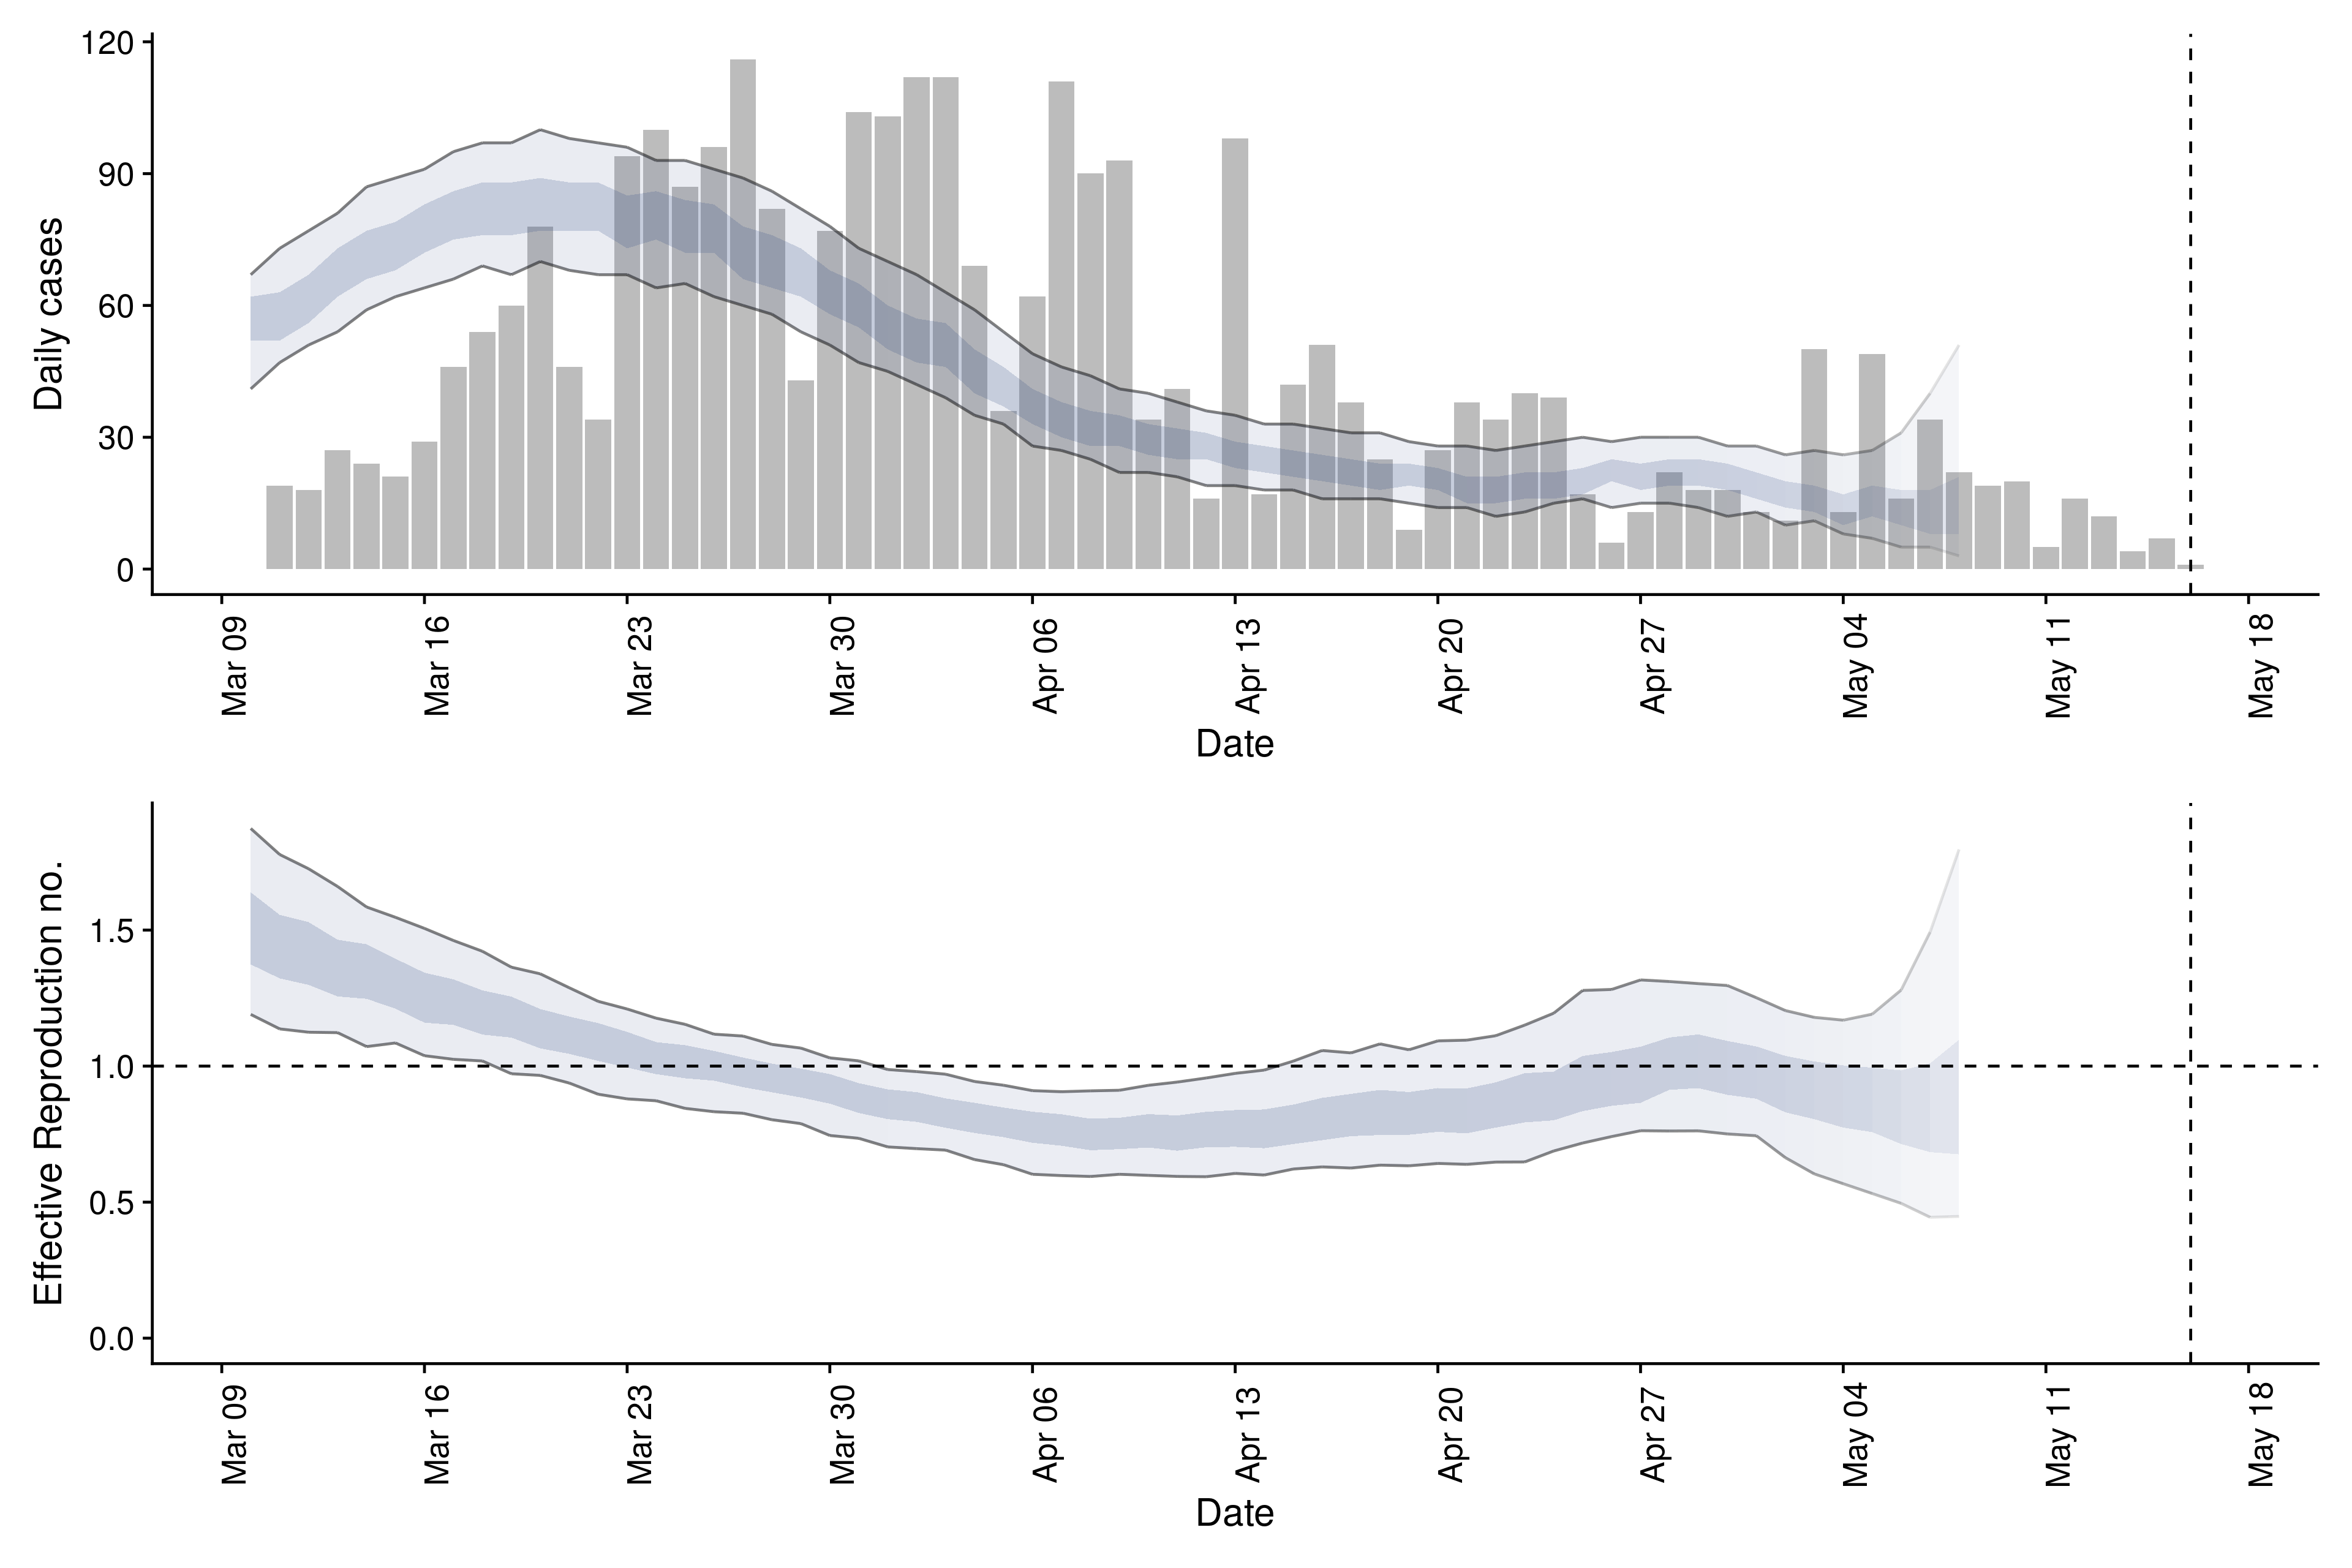 Daily cases
120
90
60
30
0
Mar 09
Mar 16
Mar 23
Mar 30
Apr 06
Apr 13
Apr 20
Apr 27
May 04
May 11
May 18
Date
Effective Reproduction no.
1.5
1.0
0.5
0.0
Mar 09
Mar 16
Mar 23
Mar 30
Apr 06
Apr 13
Apr 20
Apr 27
May 04
May 11
May 18
Date